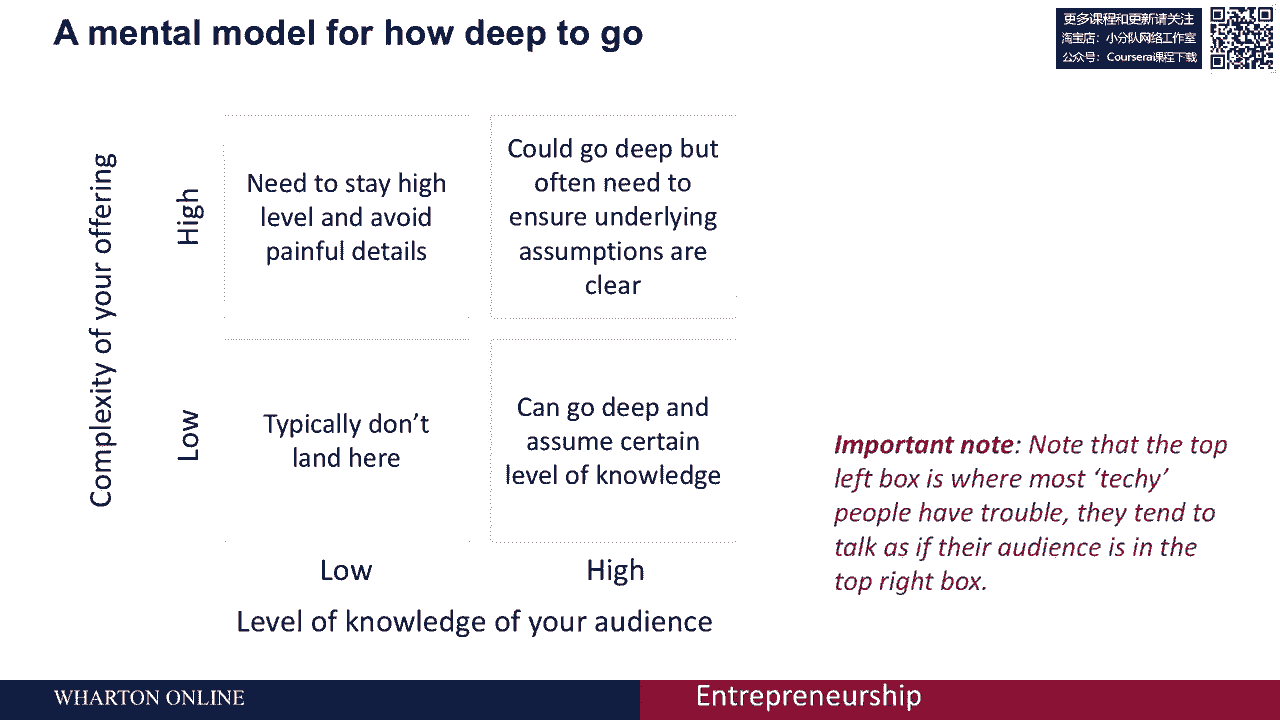 A mental model for how deep to go
更多课程和更新请关注
淘宝店：小分队网络工作室
公众号：Coursera课程下载
Complexity of your offering
High
Need to stay high
level and avoid
painful details
Could go deep but
often need to
ensure underlying
assumptions are
clear
Low
Typically don’t
land here
Can go deep and
assume certain
level of knowledge
Low
High
Level of knowledge of your audience
Important note: Note that the top
left box is where most ‘techy’
people have trouble, they tend to
talk as if their audience is in the
top right box.
WHARTON ONLINE
Entrepreneurship